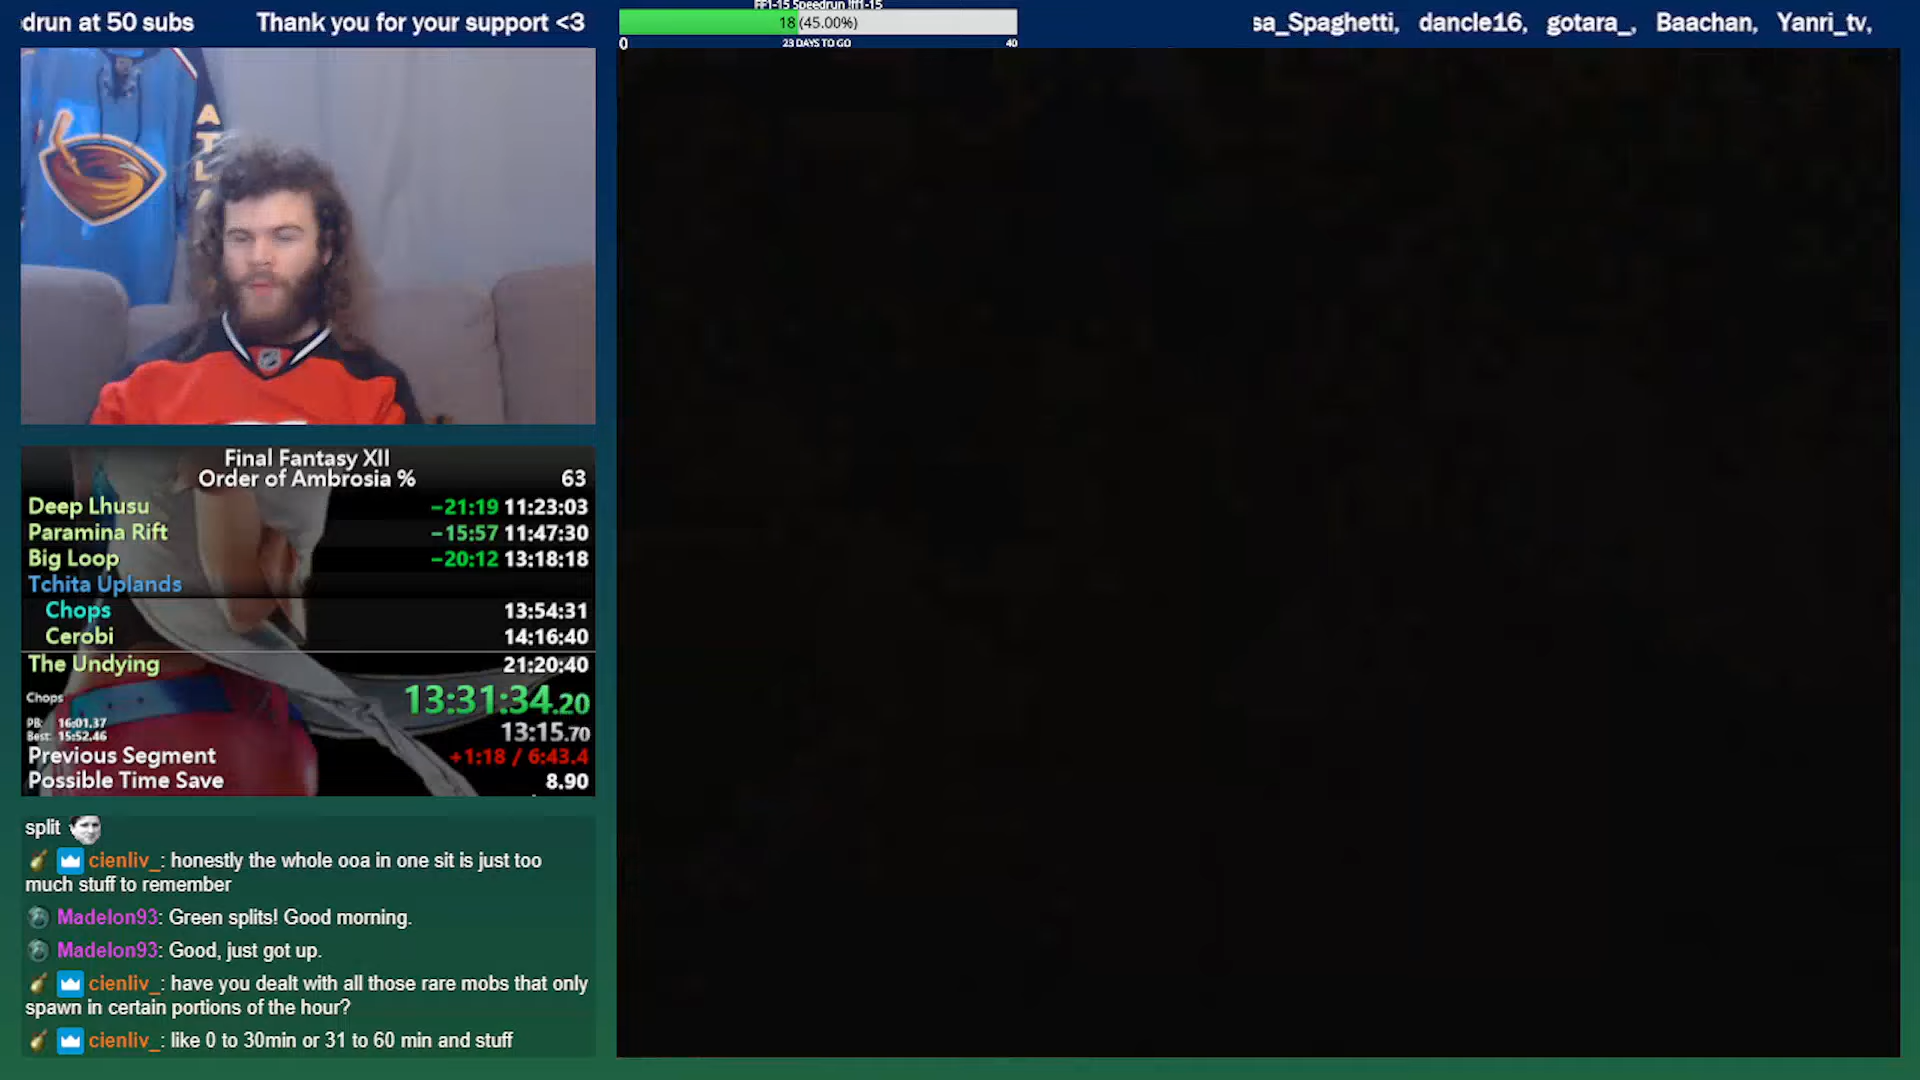 drun at 50 subs Thank you for your support <3
FF1-15 Speedrun !ff1-15
18 (45.00%)
0 23 DAYS TO GO 40
sa_Spaghetti, dancle16, gotara_, Baachan, Yanri_tv,
ATLA
Final Fantasy XII
Order of Ambrosia % 63
Deep Lhusu −21:19 11:23:03
Paramina Rift −15:57 11:47:30
Big Loop −20:12 13:18:18
Tchita Uplands
Chops 13:54:31
Cerobi 14:16:40
The Undying 21:20:40
Chops 13:31:34.20
PB: 16:01.37
Best: 15:52.46 13:15.70
Previous Segment +1:18 / 6:43.4
Possible Time Save 8.90
split
cienliv_: honestly the whole ooa in one sit is just too
much stuff to remember
Madelon93: Green splits! Good morning.
Madelon93: Good, just got up.
cienliv_: have you dealt with all those rare mobs that only
spawn in certain portions of the hour?
cienliv_: like 0 to 30min or 31 to 60 min and stuff